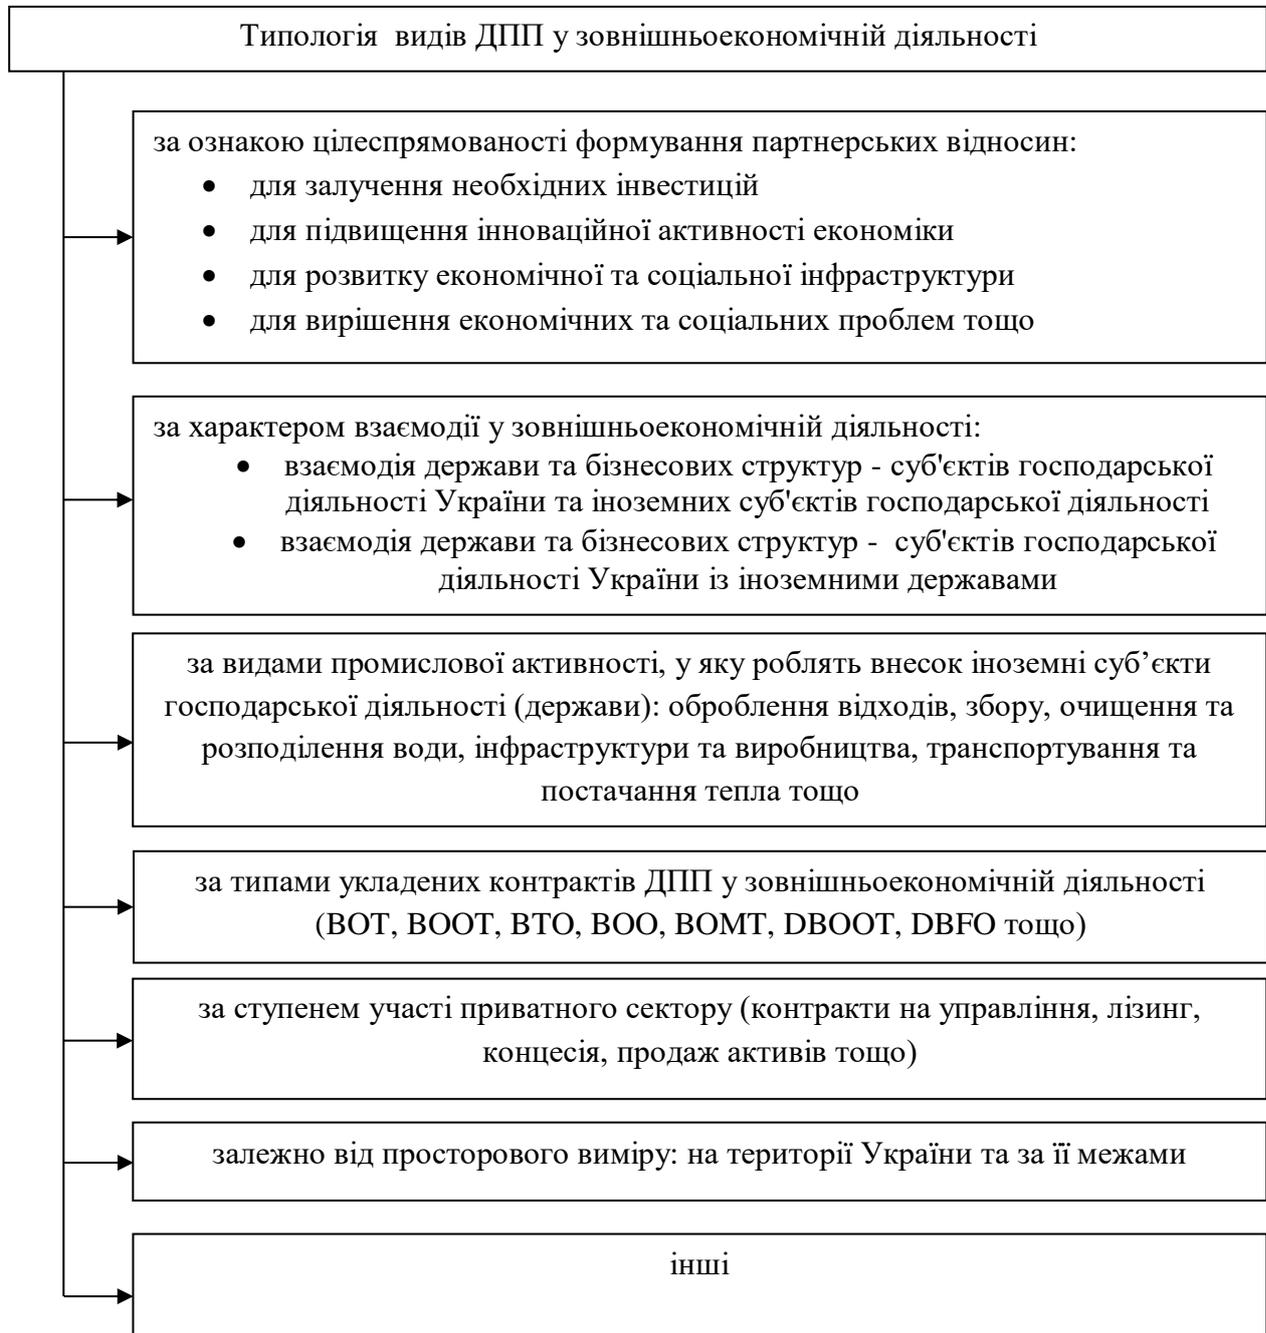 Типологія видів ДПП у зовнішньоекономічній діяльності
за ознакою цілеспрямованості формування партнерських відносин:
• для залучення необхідних інвестицій
• для підвищення інноваційної активності економіки
• для розвитку економічної та соціальної інфраструктури
• для вирішення економічних та соціальних проблем тощо
за характером взаємодії у зовнішньоекономічній діяльності:
• взаємодія держави та бізнесових структур - суб'єктів господарської
діяльності України та іноземних суб'єктів господарської діяльності
• взаємодія держави та бізнесових структур - суб'єктів господарської
діяльності України із іноземними державами
за видами промислової активності, у яку роблять внесок іноземні суб’єкти
господарської діяльності (держави): оброблення відходів, збору, очищення та
розподілення води, інфраструктури та виробництва, транспортування та
постачання тепла тощо
за типами укладених контрактів ДПП у зовнішньоекономічній діяльності
(BOT, BOOT, BTO, BOO, BOMT, DBOOT, DBFO тощо)
за ступенем участі приватного сектору (контракти на управління, лізинг,
концесія, продаж активів тощо)
залежно від просторового виміру: на території України та за її межами
інші